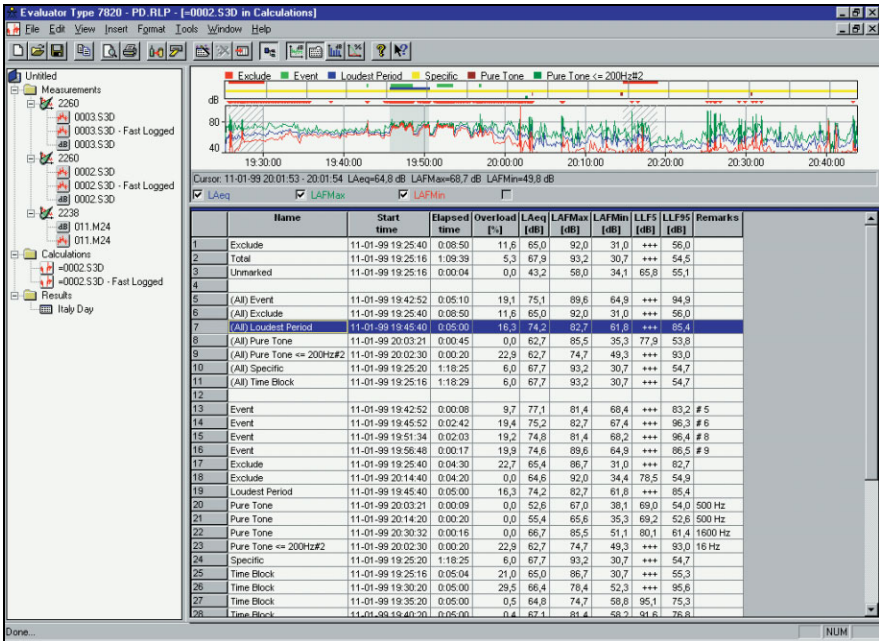 Evaluator Type 7820 - PD.RLP - [=0002.S3D in Calculations]
File Edit View Insert Format Tools Window Help
Untitled
Measurements
2260
0003.S3D
0003.S3D - Fast Logged
0003.S3D
2260
0002.S3D
0002.S3D - Fast Logged
0002.S3D
2238
011.M24
011.M24
Calculations
=0002.S3D
=0002.S3D - Fast Logged
Results
Italy Day
Exclude Event Loudest Period Specific Pure Tone Pure Tone <= 200Hz#2
dB
80
40
19:30:00 19:40:00 19:50:00 20:00:00 20:10:00 20:20:00 20:30:00 20:40:00
Cursor: 11-01-99 20:01:53 - 20:01:54 LAeq=64,8 dB LAFMax=68,7 dB LAFMin=49,8 dB
LAeq LAFMax LAFMin
Name Start time Elapsed time Overload [%] LAeq [dB] LAFMax [dB] LAFMin [dB] LLF5 [dB] LLF95 [dB] Remarks
1 Exclude 11-01-99 19:25:40 0:08:50 11,6 65,0 92,0 31,0 +++ 56,0
2 Total 11-01-99 19:25:16 1:09:39 5,3 67,9 93,2 30,7 +++ 54,5
3 Unmarked 11-01-99 19:25:16 0:00:04 0,0 43,2 58,0 34,1 65,8 55,1
4
5 (All) Event 11-01-99 19:42:52 0:05:10 19,1 75,1 89,6 64,9 +++ 94,9
6 (All) Exclude 11-01-99 19:25:40 0:08:50 11,6 65,0 92,0 31,0 +++ 56,0
7 (All) Loudest Period 11-01-99 19:45:40 0:05:00 16,3 74,2 82,7 61,8 +++ 85,4
8 (All) Pure Tone 11-01-99 20:03:21 0:00:45 0,0 62,7 85,5 35,3 77,9 53,8
9 (All) Pure Tone <= 200Hz#2 11-01-99 20:02:30 0:00:20 22,9 62,7 74,7 49,3 +++ 93,0
10 (All) Specific 11-01-99 19:25:20 1:18:25 6,0 67,7 93,2 30,7 +++ 54,7
11 (All) Time Block 11-01-99 19:25:16 1:18:29 6,0 67,7 93,2 30,7 +++ 54,7
12
13 Event 11-01-99 19:42:52 0:00:08 9,7 77,1 81,4 68,4 +++ 83,2 # 5
14 Event 11-01-99 19:45:52 0:02:42 19,4 75,2 82,7 67,4 +++ 96,3 # 6
15 Event 11-01-99 19:51:34 0:02:03 19,2 74,8 81,4 68,2 +++ 96,4 # 8
16 Event 11-01-99 19:56:48 0:00:17 19,9 74,6 89,6 64,9 +++ 86,5 # 9
17 Exclude 11-01-99 19:25:40 0:04:30 22,7 65,4 86,7 31,0 +++ 82,7
18 Exclude 11-01-99 20:14:40 0:04:20 0,0 64,6 92,0 34,4 78,5 54,9
19 Loudest Period 11-01-99 19:45:40 0:05:00 16,3 74,2 82,7 61,8 +++ 85,4
20 Pure Tone 11-01-99 20:03:21 0:00:09 0,0 52,6 67,0 38,1 69,0 54,0 500 Hz
21 Pure Tone 11-01-99 20:14:20 0:00:20 0,0 55,4 65,6 35,3 69,2 52,6 500 Hz
22 Pure Tone 11-01-99 20:30:32 0:00:16 0,0 66,7 85,5 51,1 80,1 61,4 1600 Hz
23 Pure Tone <= 200Hz#2 11-01-99 20:02:30 0:00:20 22,9 62,7 74,7 49,3 +++ 93,0 16 Hz
24 Specific 11-01-99 19:25:20 1:18:25 6,0 67,7 93,2 30,7 +++ 54,7
25 Time Block 11-01-99 19:25:16 0:05:04 21,0 65,0 86,7 30,7 +++ 55,3
26 Time Block 11-01-99 19:30:20 0:05:00 29,5 66,4 78,4 52,3 +++ 95,6
27 Time Block 11-01-99 19:35:20 0:05:00 0,5 64,8 74,7 58,8 95,1 75,3
28 Time Block 11-01-99 19:40:20 0:05:00 0,4 67,1 81,4 58,2 91,6 76,8
Done...
NUM